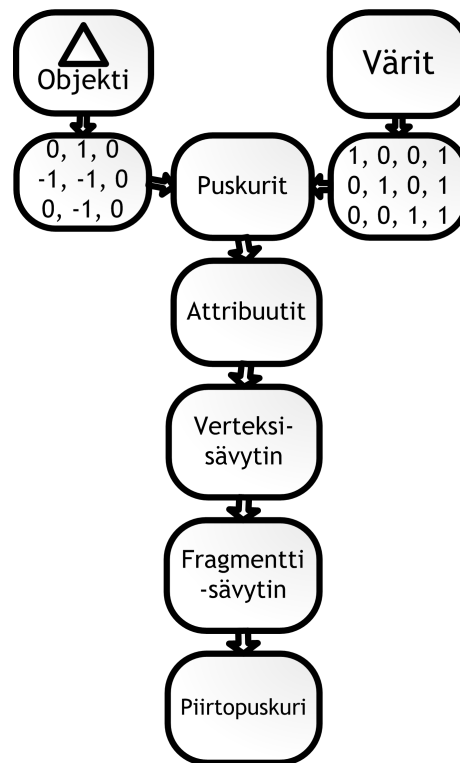 Objekti
Värit
0, 1, 0
-1, -1, 0
0, -1, 0
Puskurit
1, 0, 0, 1
0, 1, 0, 1
0, 0, 1, 1
Attribuutit
Verteksi-
sävytin
Fragmentti
-sävytin
Piirtopuskuri